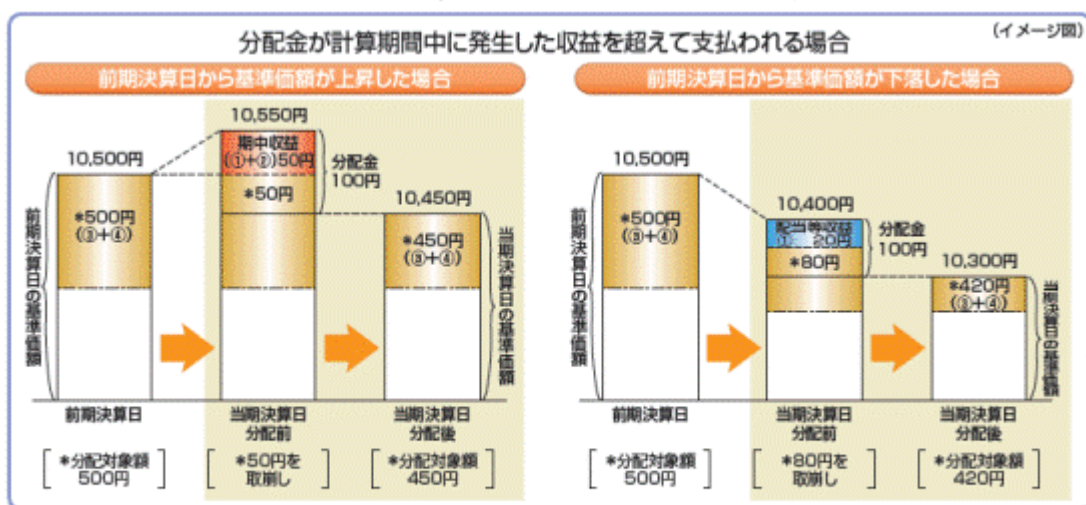 分配金が計算期間中に発生した収益を超えて支払われる場合
(イメージ図)
前期決算日から基準価額が上昇した場合
10,500円
*500円
(③+④)
前期決算日の基準価額
10,550円
期中収益
(①+②)50円
*50円
分配金
100円
10,450円
*450円
(③+④)
当期決算日の基準価額
前期決算日
当期決算日
分配前
当期決算日
分配後
*分配対象額
500円
*50円を
取崩し
*分配対象額
450円
前期決算日から基準価額が下落した場合
10,500円
*500円
(③+④)
前期決算日の基準価額
10,400円
配当等収益
① 20円
*80円
分配金
100円
10,300円
*420円
(③+④)
当期決算日の基準価額
前期決算日
当期決算日
分配前
当期決算日
分配後
*分配対象額
500円
*80円を
取崩し
*分配対象額
420円